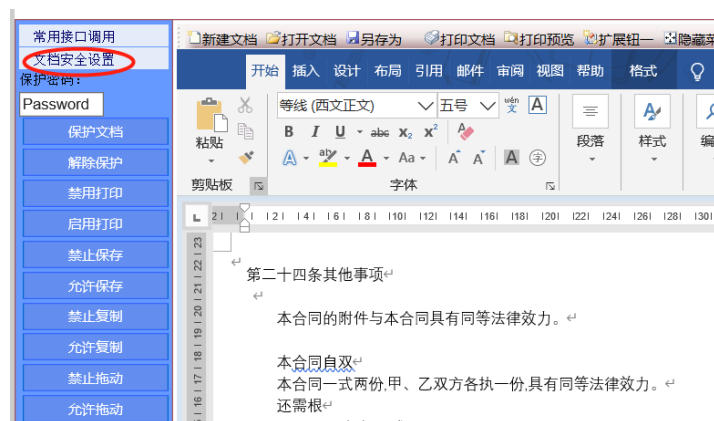 常用接口调用
文档安全设置
保护密码:
Password
保护文档
解除保护
禁用打印
启用打印
禁止保存
允许保存
禁止复制
允许复制
禁止拖动
允许拖动
新建文档 打开文档 另存为 打印文档 打印预览 扩展钮一 隐藏菜
开始 插入 设计 布局 引用 邮件 审阅 视图 帮助 格式
等线 (西文正文) 五号 wén 文 A
B I U abc X₂ X²
A aby A Aa A A A 字
粘贴
段落 样式 编
剪贴板 字体
L 2 2 4 6 8 10 12 14 16 18 20 22 24 26 28 30
23 22 21 20 19 18 17 16
第二十四条其他事项
本合同的附件与本合同具有同等法律效力。
本合同自双
本合同一式两份,甲、乙双方各执一份,具有同等法律效力。
还需根